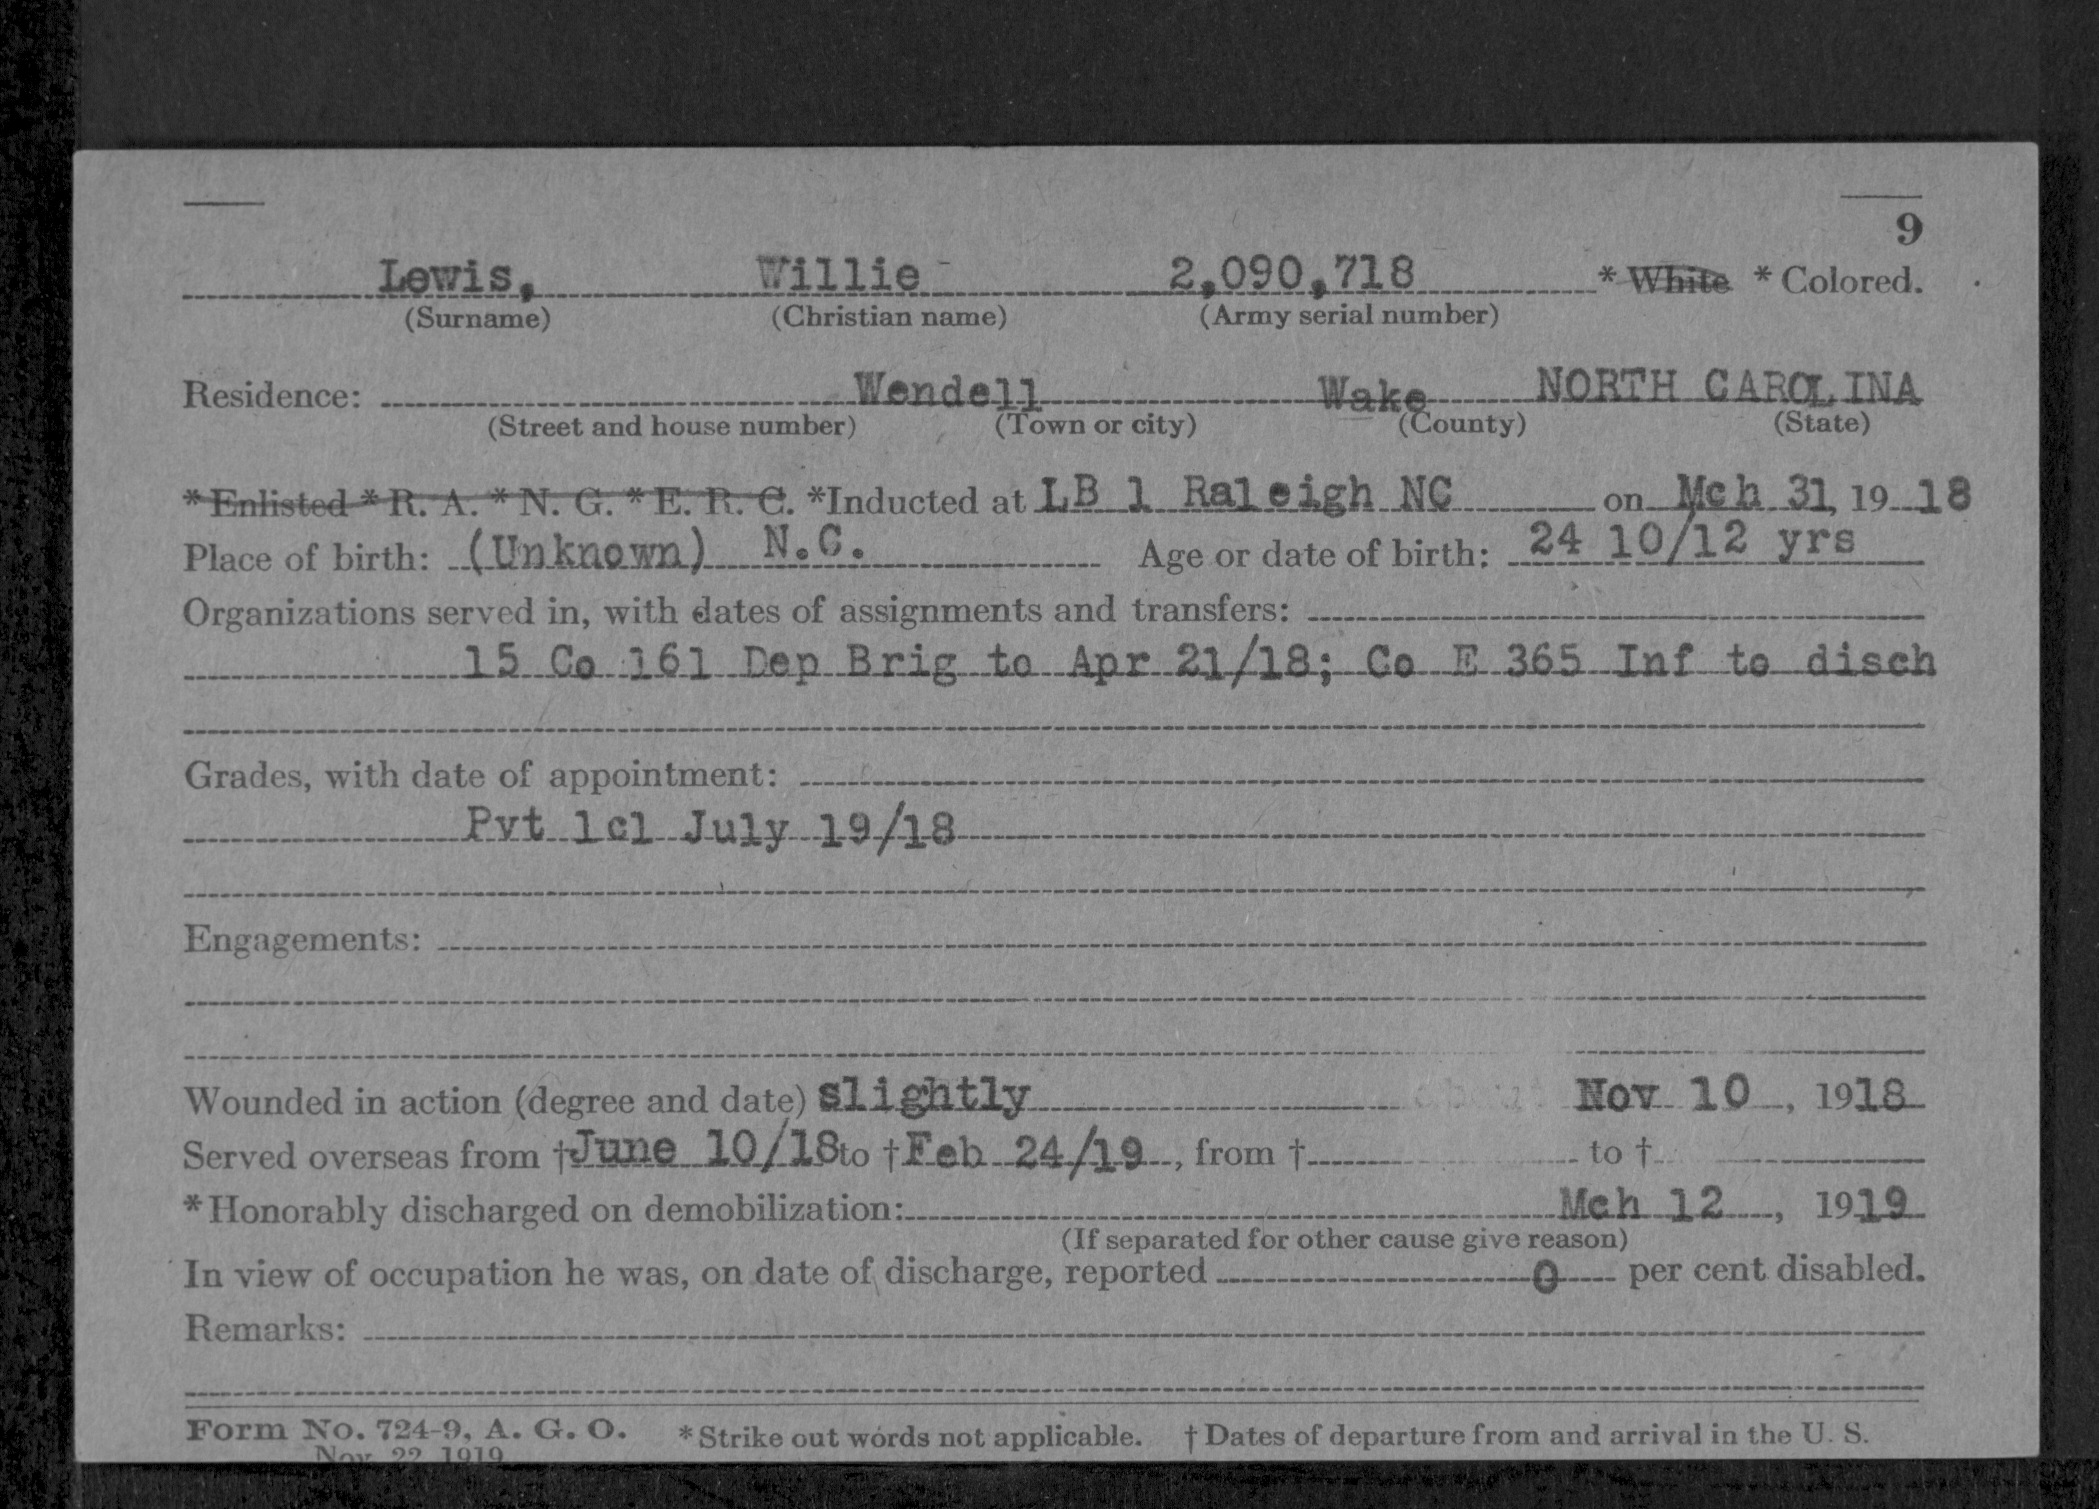 9
Lewis, Willie 2,090,718 * White * Colored.
(Surname) (Christian name) (Army serial number)
Residence: Wendell Wake NORTH CAROLINA
(Street and house number) (Town or city) (County) (State)
* Enlisted * R. A. * N. G. * E. R. C. *Inducted at LB 1 Raleigh NC on Mch 31, 19 18
Place of birth: (Unknown) N.C. Age or date of birth: 24 10/12 yrs
Organizations served in, with dates of assignments and transfers:
15 Co 161 Dep Brig to Apr 21/18; Co E 365 Inf to disch
Grades, with date of appointment:
Pvt 1cl July 19/18
Engagements:
Wounded in action (degree and date) slightly Nov 10, 1918
Served overseas from †June 10/18 to † Feb 24/19, from † to †
* Honorably discharged on demobilization: Mch 12, 1919
(If separated for other cause give reason)
In view of occupation he was, on date of discharge, reported 0 per cent disabled.
Remarks:
Form No. 724-9, A. G. O. * Strike out words not applicable. † Dates of departure from and arrival in the U. S.
Nov. 22, 1919